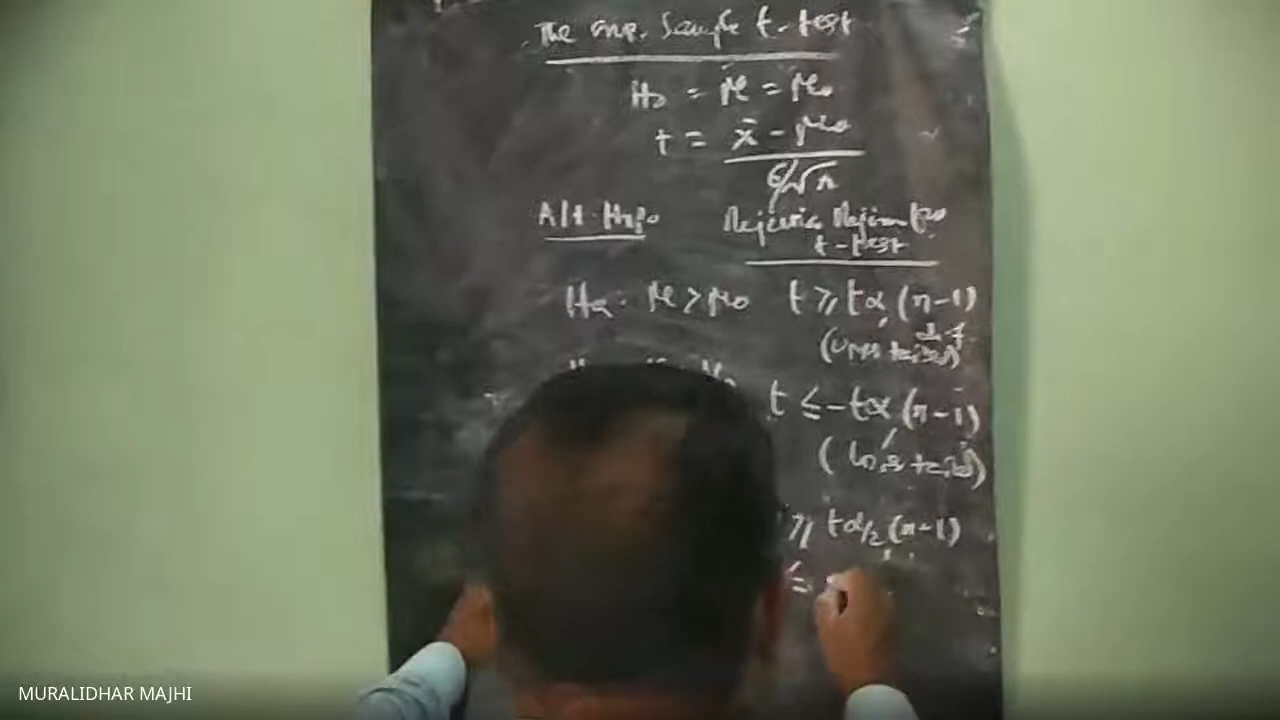 The one Sample t-test
H0 = μ = μ0
t = x̄ - μ0
σ/√n
Alt. Hypo Rejection Region for
t-test
Ha : μ > μ0 t ≥ tα, (n-1)
d.f
(Upper tailed)
t ≤ -tα, (n-1)
(lower tailed)
≥ tα/2, (n-1)
≤
MURALIDHAR MAJHI